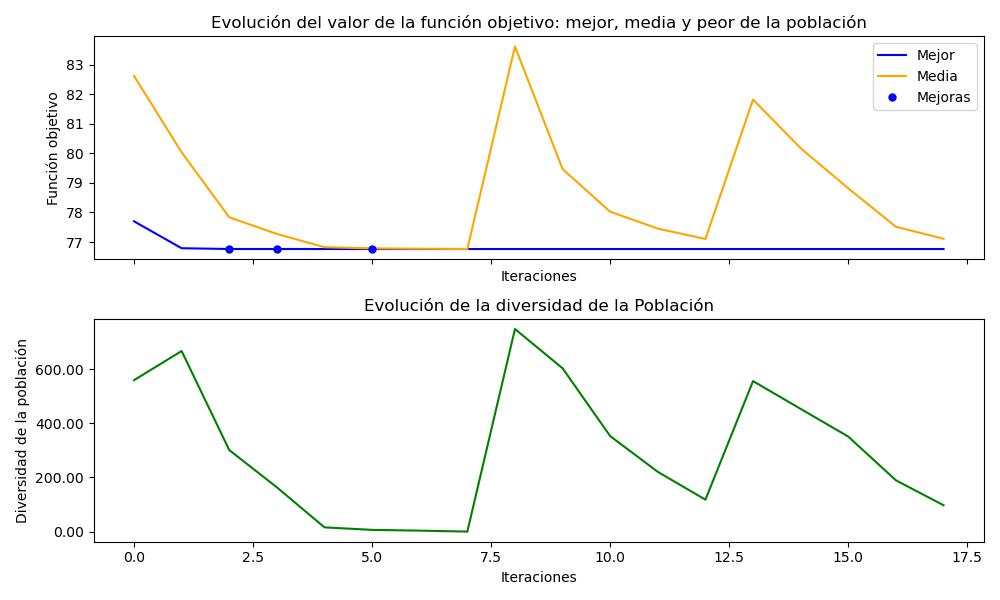 Evolución del valor de la función objetivo: mejor, media y peor de la población
Función objetivo
83
82
81
80
79
78
77
Mejor
Media
Mejoras
Iteraciones
Evolución de la diversidad de la Población
Diversidad de la población
600.00
400.00
200.00
0.00
0.0 2.5 5.0 7.5 10.0 12.5 15.0 17.5
Iteraciones